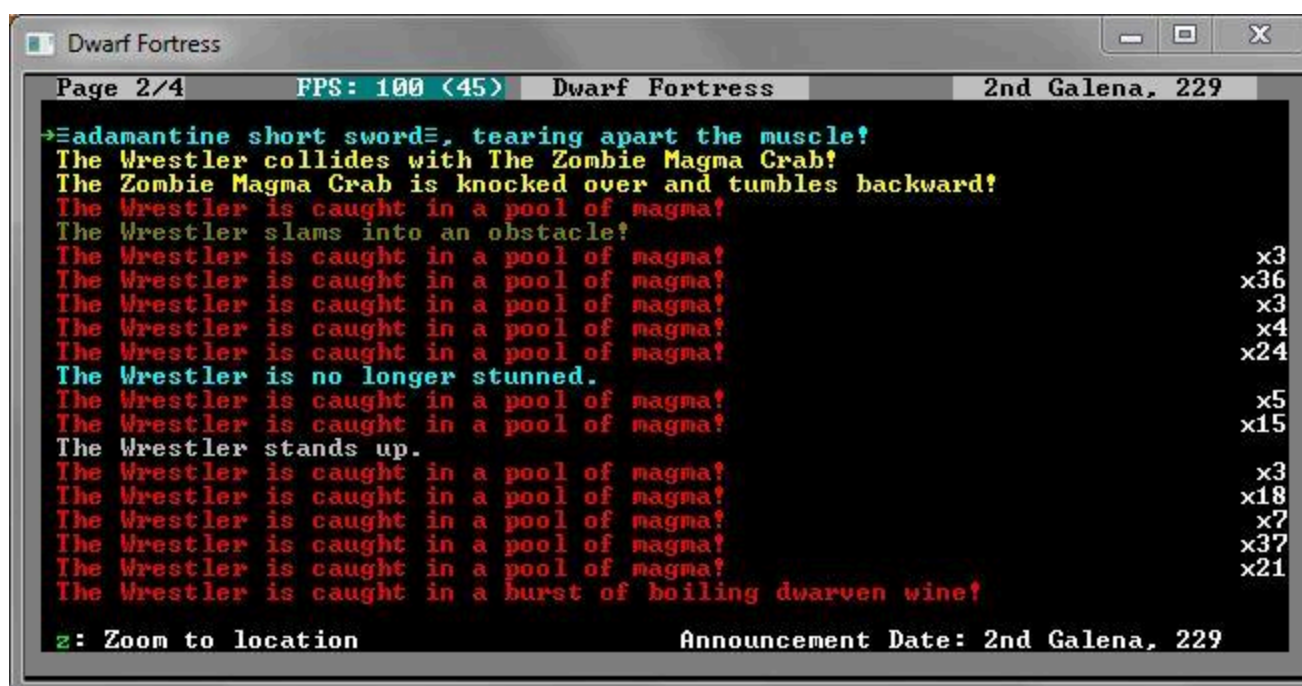 Dwarf Fortress
Page 2/4 FPS: 100 (45) Dwarf Fortress 2nd Galena, 229
→≡adamantine short sword≡, tearing apart the muscle!
The Wrestler collides with The Zombie Magma Crab!
The Zombie Magma Crab is knocked over and tumbles backward!
The Wrestler is caught in a pool of magma!
The Wrestler slams into an obstacle!
The Wrestler is caught in a pool of magma! x3
The Wrestler is caught in a pool of magma! x36
The Wrestler is caught in a pool of magma! x3
The Wrestler is caught in a pool of magma! x4
The Wrestler is caught in a pool of magma! x24
The Wrestler is no longer stunned.
The Wrestler is caught in a pool of magma! x5
The Wrestler is caught in a pool of magma! x15
The Wrestler stands up.
The Wrestler is caught in a pool of magma! x3
The Wrestler is caught in a pool of magma! x18
The Wrestler is caught in a pool of magma! x7
The Wrestler is caught in a pool of magma! x37
The Wrestler is caught in a pool of magma! x21
The Wrestler is caught in a burst of boiling dwarven wine!
z: Zoom to location Announcement Date: 2nd Galena, 229